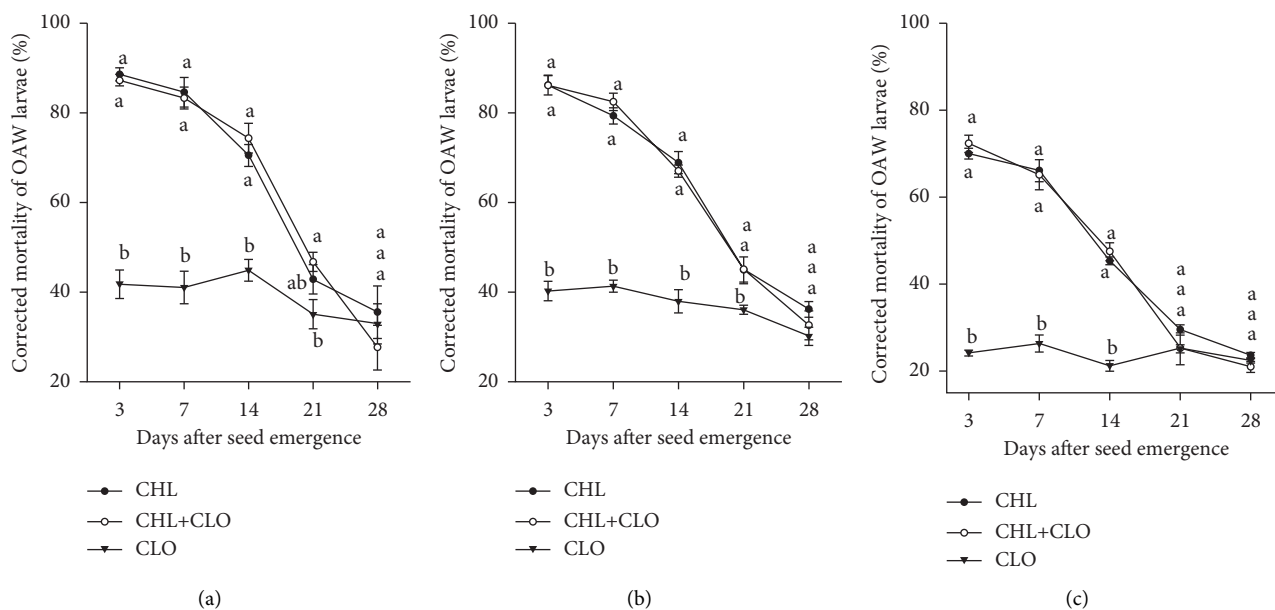 Corrected mortality of OAW larvae (%)
100
80
60
40
20
a
a
a
a
a
a
a
a
a
a
b
b
b
ab
b
3
7
14
21
28
Days after seed emergence
CHL
CHL+CLO
CLO
(a)
Corrected mortality of OAW larvae (%)
100
80
60
40
20
a
a
a
a
a
a
a
a
a
a
a
b
b
b
b
3
7
14
21
28
Days after seed emergence
CHL
CHL+CLO
CLO
(b)
Corrected mortality of OAW larvae (%)
100
80
60
40
20
a
a
a
a
a
a
a
a
a
a
a
a
b
b
b
3
7
14
21
28
Days after seed emergence
CHL
CHL+CLO
CLO
(c)